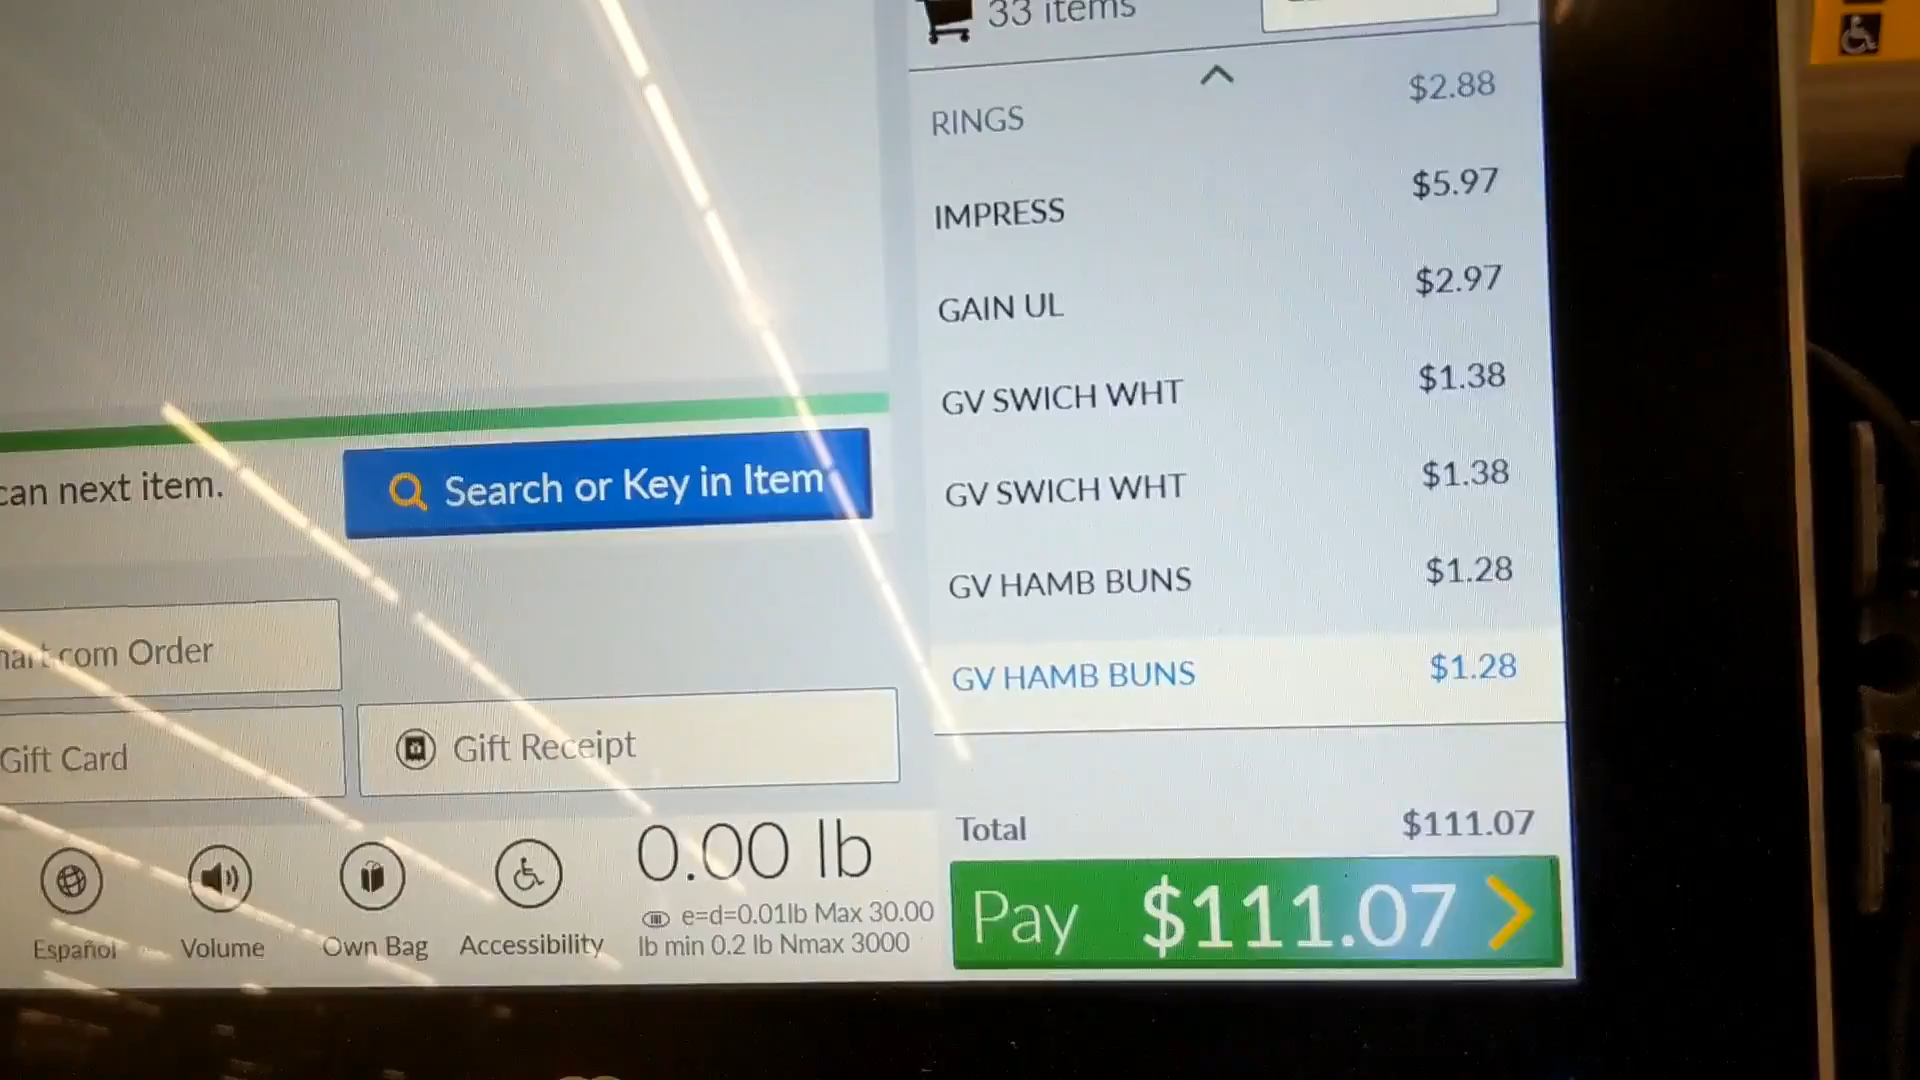 33 items
$2.88
RINGS
IMPRESS $5.97
GAIN UL $2.97
GV SWICH WHT $1.38
GV SWICH WHT $1.38
GV HAMB BUNS $1.28
GV HAMB BUNS $1.28
Total $111.07
Pay $111.07
next item.
Search or Key in Item
com Order
Gift Card
Gift Receipt
Español
Volume
Own Bag
Accessibility
0.00 lb
e=d=0.01lb Max 30.00
lb min 0.2 lb Nmax 3000